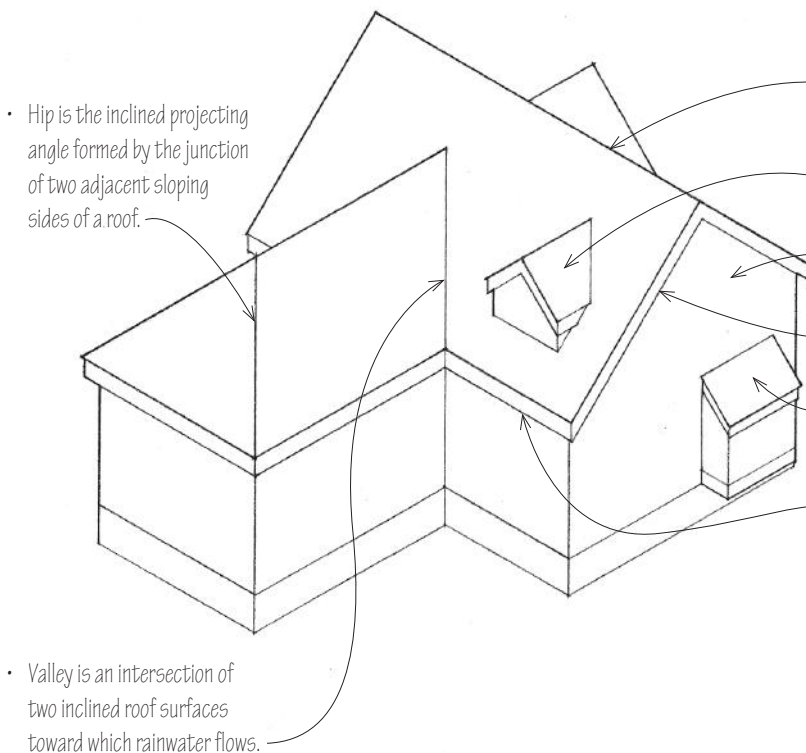 • Hip is the inclined projecting
angle formed by the junction
of two adjacent sloping
sides of a roof.
• Valley is an intersection of
two inclined roof surfaces
toward which rainwater flows.